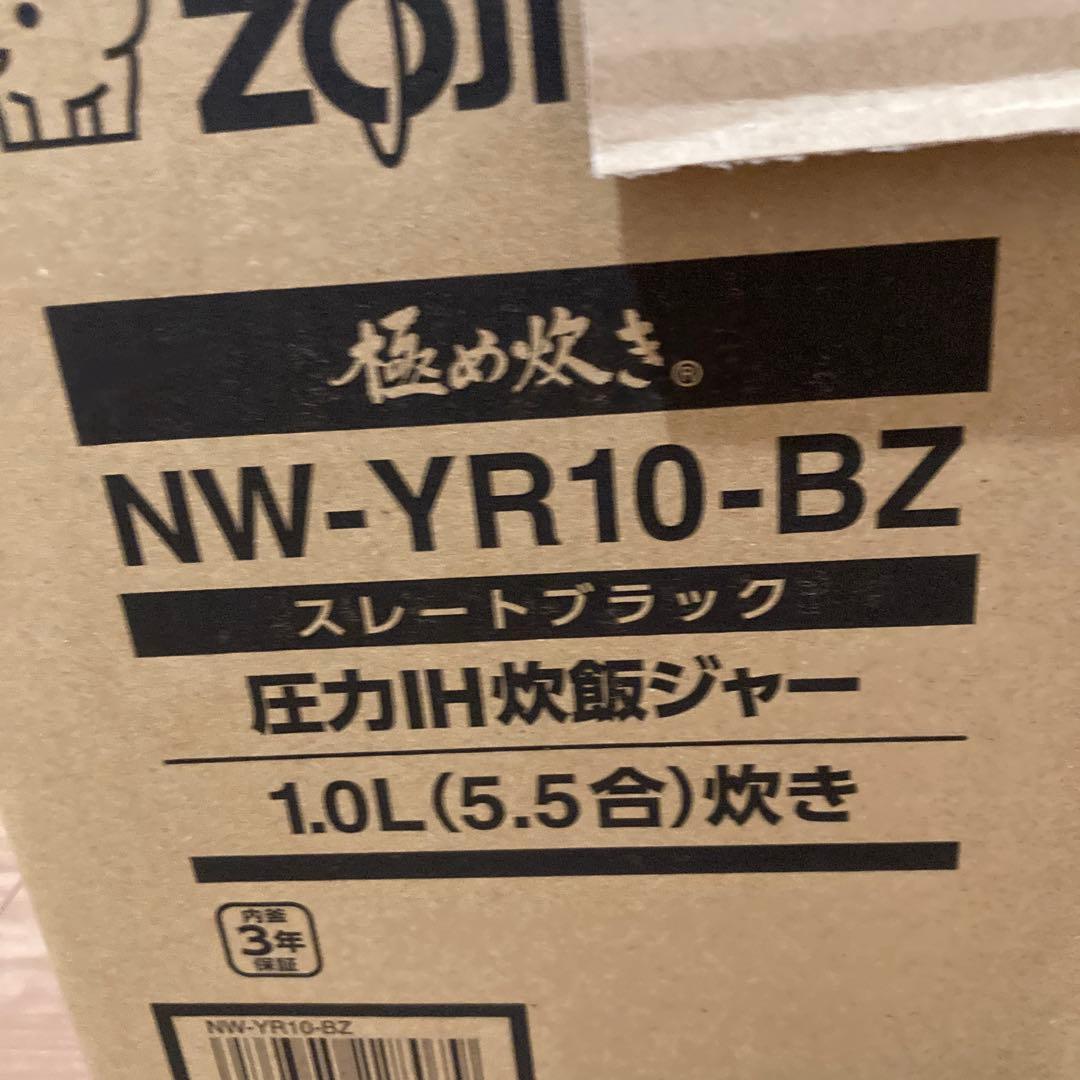 ZOJI
極め炊き®
NW-YR10-BZ
スレートブラック
圧力IH炊飯ジャー
1.0L(5.5合)炊き
内釜
3年
保証
NW-YR10-BZ